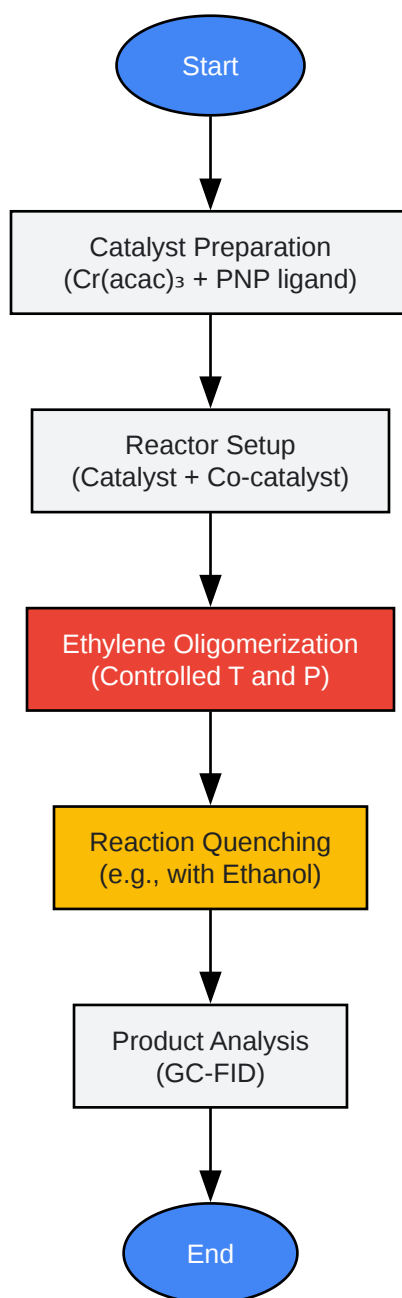 Start
Catalyst Preparation
(Cr(acac)₃ + PNP ligand)
Reactor Setup
(Catalyst + Co-catalyst)
Ethylene Oligomerization
(Controlled T and P)
Reaction Quenching
(e.g., with Ethanol)
Product Analysis
(GC-FID)
End